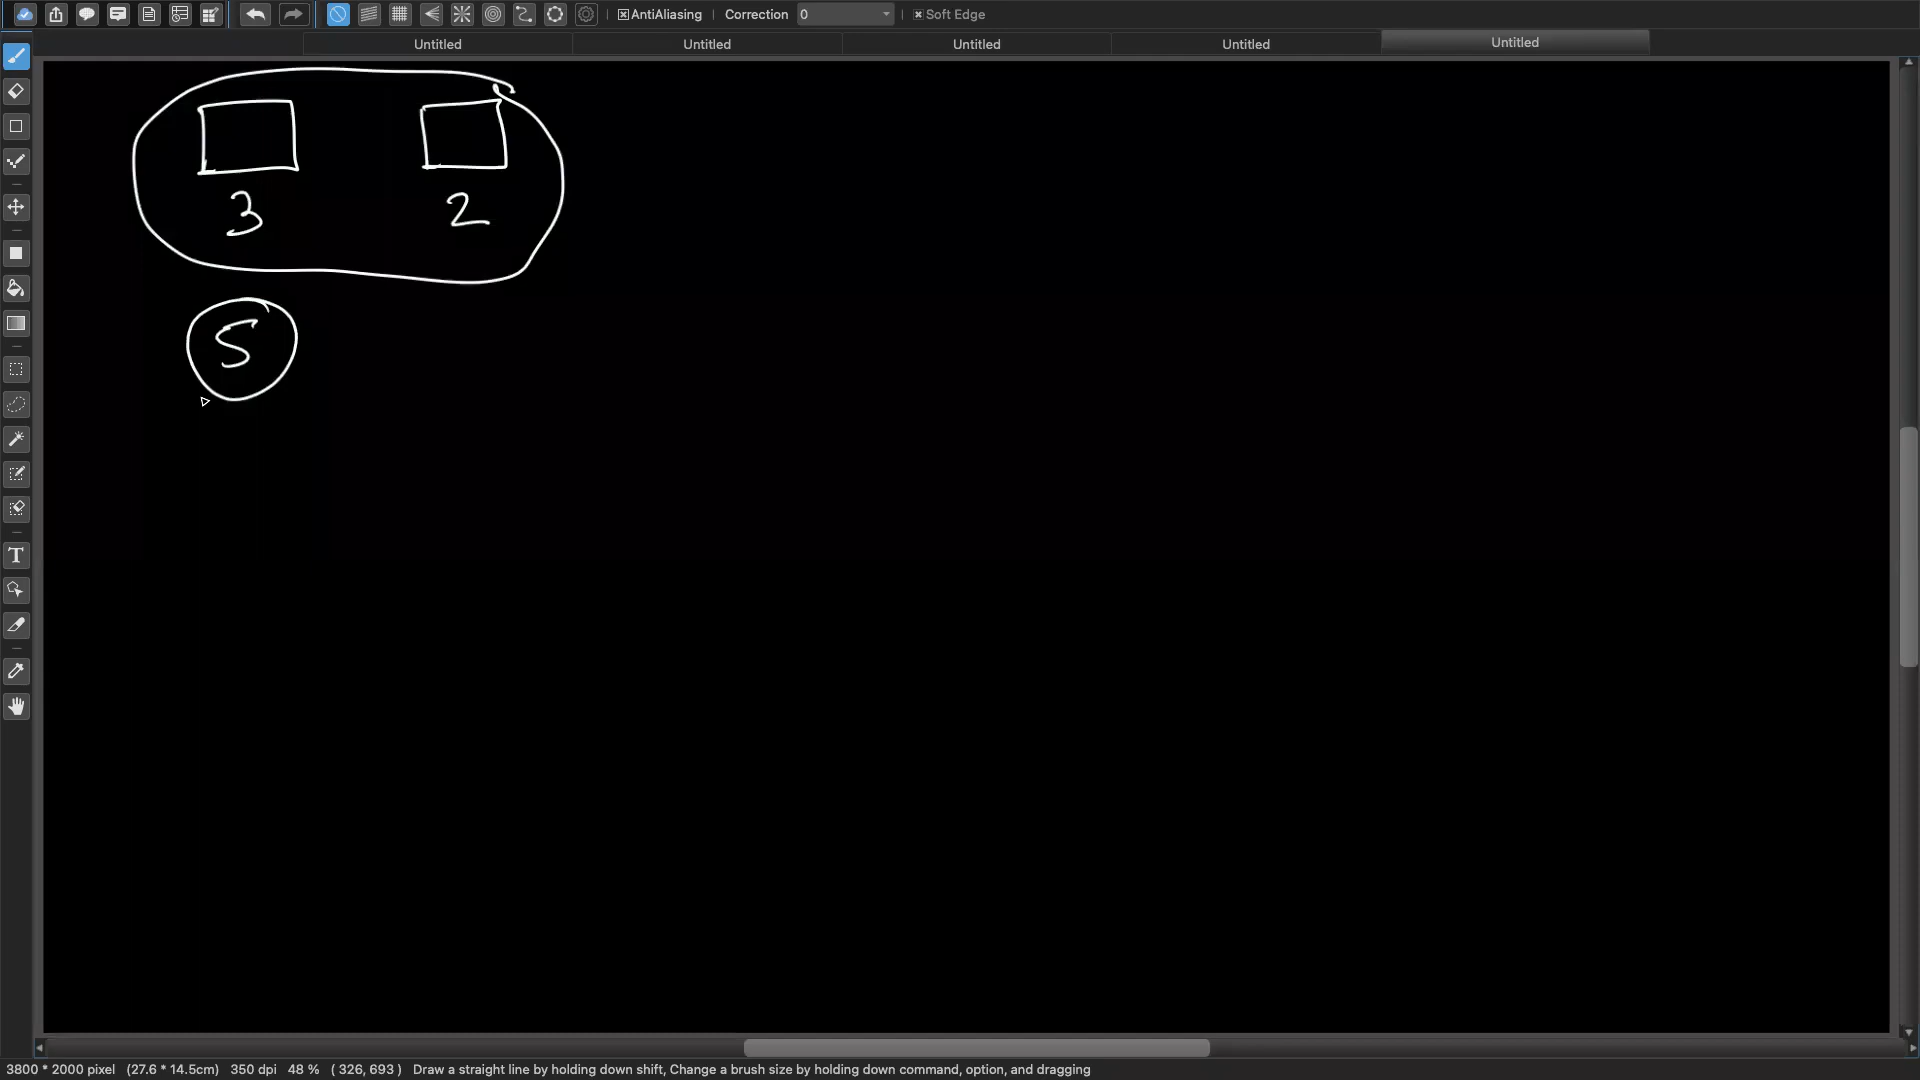 AntiAliasing Correction 0 Soft Edge
Untitled Untitled Untitled Untitled Untitled
3 2
5
T
3800 * 2000 pixel (27.6 * 14.5cm) 350 dpi 48 % ( 326, 693 ) Draw a straight line by holding down shift, Change a brush size by holding down command, option, and dragging